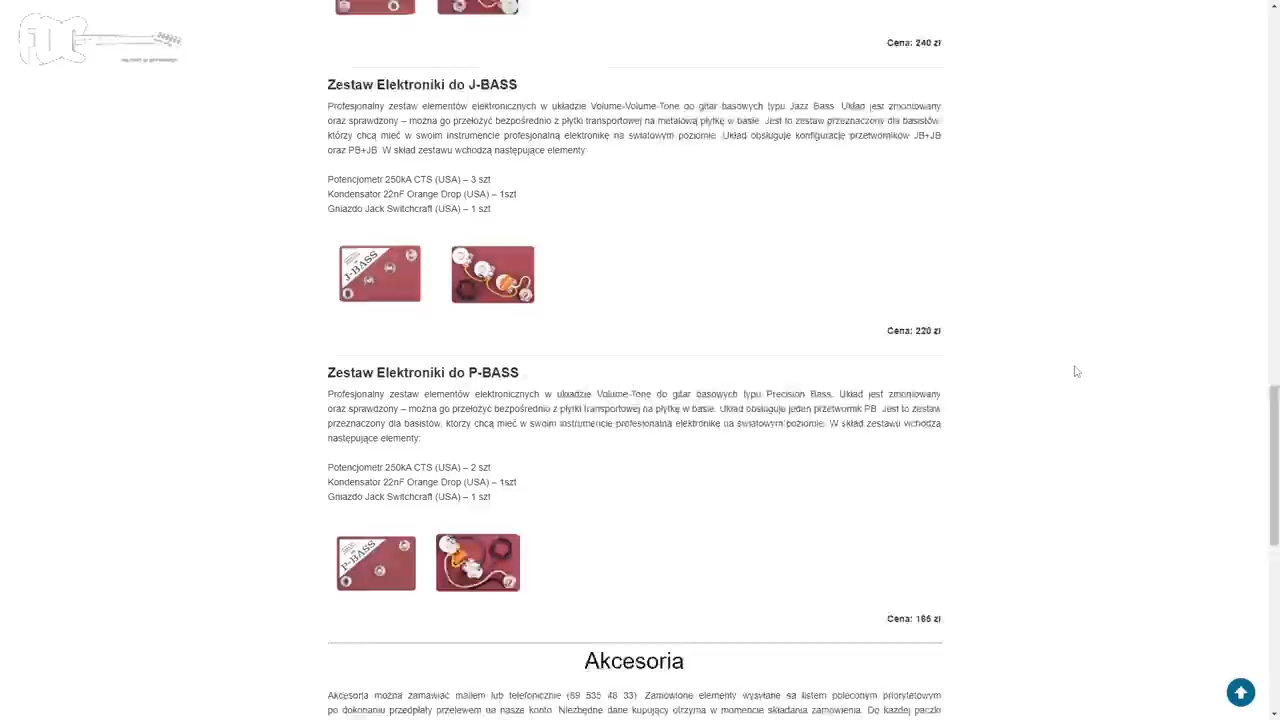 Cena: 240 zł
Zestaw Elektroniki do J-BASS
Profesjonalny zestaw elementów elektronicznych w układzie Volume-Volume-Tone do gitar basowych typu Jazz Bass. Układ jest zmontowany
oraz sprawdzony – można go przełożyć bezpośrednio z płytki transportowej na metalową płytkę w basie. Jest to zestaw przeznaczony dla basistów,
którzy chcą mieć w swoim instrumencie profesjonalną elektronikę na światowym poziomie. Układ obsługuje konfigurację przetworników JB+JB
oraz PB+JB. W skład zestawu wchodzą następujące elementy:
Potencjometr 250kA CTS (USA) – 3 szt
Kondensator 22nF Orange Drop (USA) – 1szt
Gniazdo Jack Switchcraft (USA) – 1 szt
J-BASS
Cena: 220 zł
Zestaw Elektroniki do P-BASS
Profesjonalny zestaw elementów elektronicznych w układzie Volume-Tone do gitar basowych typu Precision Bass. Układ jest zmontowany
oraz sprawdzony – można go przełożyć bezpośrednio z płytki transportowej na płytkę w basie. Układ obsługuje jeden przetwornik PB. Jest to zestaw
przeznaczony dla basistów, którzy chcą mieć w swoim instrumencie profesjonalną elektronikę na światowym poziomie. W skład zestawu wchodzą
następujące elementy:
Potencjometr 250kA CTS (USA) – 2 szt
Kondensator 22nF Orange Drop (USA) – 1szt
Gniazdo Jack Switchcraft (USA) – 1 szt
P-BASS
Cena: zł
Akcesoria
Akcesoria można zamawiać mailem lub telefonicznie (89 535 48 33). Zamówione elementy wysyłane są listem poleconym priorytetowym
po dokonaniu przedpłaty przelewem na nasze konto. Niezbędne dane kupujący otrzyma w momencie składania zamówienia. Do każdej paczki